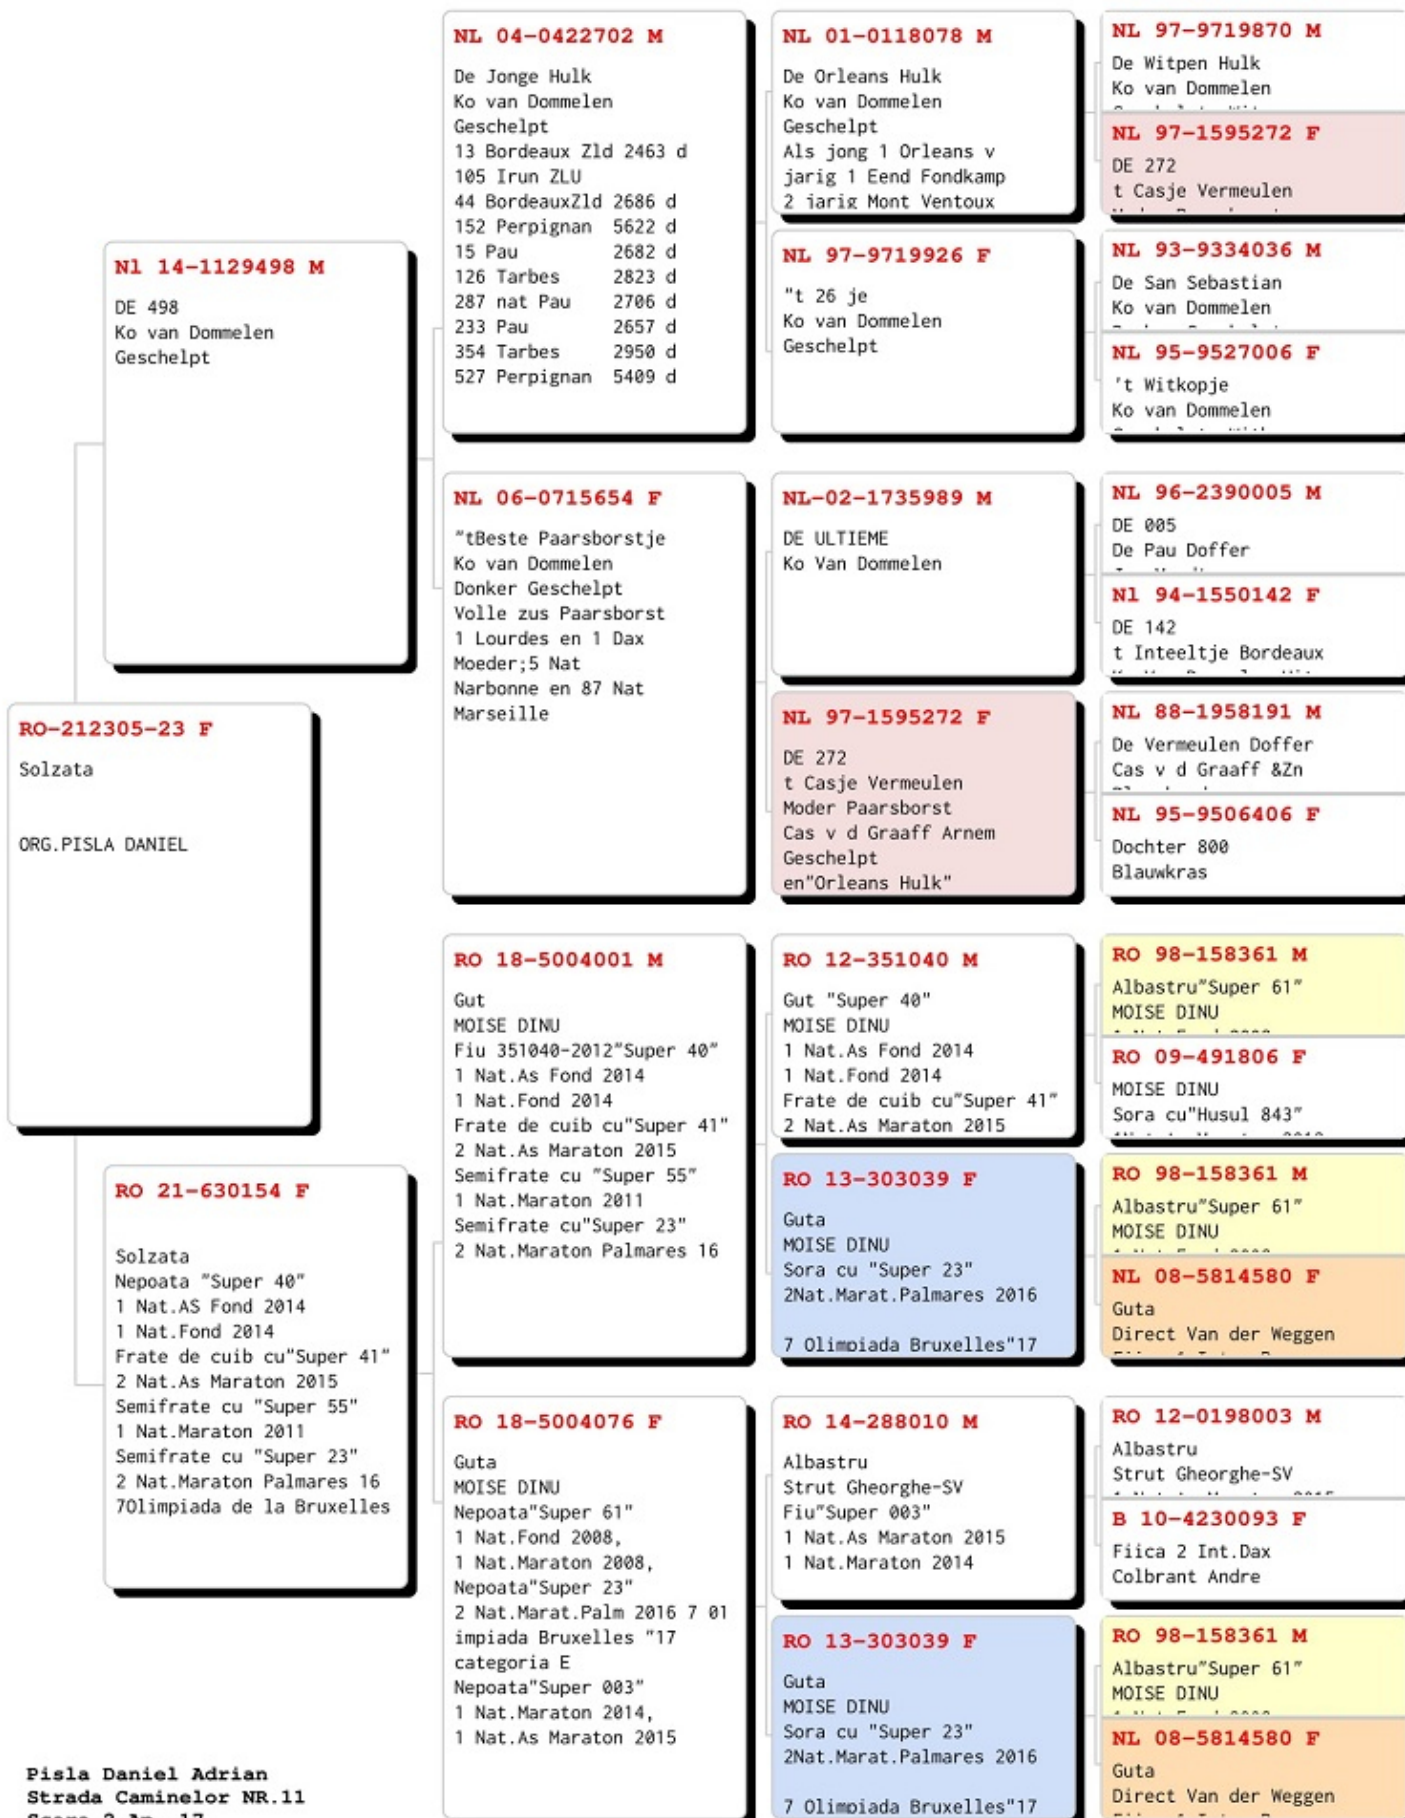 RO-212305-23 F
Solzata
ORG.PISLA DANIEL
Nl 14-1129498 M
DE 498
Ko van Dommelen
Geschelpt
RO 21-630154 F
Solzata
Nepoata "Super 40"
1 Nat.AS Fond 2014
1 Nat.Fond 2014
Frate de cuib cu"Super 41"
2 Nat.As Maraton 2015
Semifrate cu "Super 55"
1 Nat.Maraton 2011
Semifrate cu "Super 23"
2 Nat.Maraton Palmares 16
7Olimpiada de la Bruxelles
NL 04-0422702 M
De Jonge Hulk
Ko van Dommelen
Geschelpt
13 Bordeaux Zld 2463 d
105 Irun ZLU
44 BordeauxZld 2686 d
152 Perpignan 5622 d
15 Pau 2682 d
126 Tarbes 2823 d
287 nat Pau 2706 d
233 Pau 2657 d
354 Tarbes 2950 d
527 Perpignan 5409 d
NL 06-0715654 F
"tBeste Paarsborstje
Ko van Dommelen
Donker Geschelpt
Volle zus Paarsborst
1 Lourdes en 1 Dax
Moeder;5 Nat
Narbonne en 87 Nat
Marseille
RO 18-5004001 M
Gut
MOISE DINU
Fiu 351040-2012"Super 40"
1 Nat.As Fond 2014
1 Nat.Fond 2014
Frate de cuib cu"Super 41"
2 Nat.As Maraton 2015
Semifrate cu "Super 55"
1 Nat.Maraton 2011
Semifrate cu"Super 23"
2 Nat.Maraton Palmares 16
RO 18-5004076 F
Guta
MOISE DINU
Nepoata"Super 61"
1 Nat.Fond 2008,
1 Nat.Maraton 2008,
Nepoata"Super 23"
2 Nat.Marat.Palm 2016 7 Ol
impiada Bruxelles "17
categoria E
Nepoata"Super 003"
1 Nat.Maraton 2014,
1 Nat.As Maraton 2015
NL 01-0118078 M
De Orleans Hulk
Ko van Dommelen
Geschelpt
Als jong 1 Orleans v
jarig 1 Eend Fondkamp
2 jarig Mont Ventoux
NL 97-9719926 F
"t 26 je
Ko van Dommelen
Geschelpt
NL-02-1735989 M
DE ULTIEME
Ko Van Dommelen
NL 97-1595272 F
DE 272
t Casje Vermeulen
Moder Paarsborst
Cas v d Graaff Arnem
Geschelpt
en"Orleans Hulk"
RO 12-351040 M
Gut "Super 40"
MOISE DINU
1 Nat.As Fond 2014
1 Nat.Fond 2014
Frate de cuib cu"Super 41"
2 Nat.As Maraton 2015
RO 13-303039 F
Guta
MOISE DINU
Sora cu "Super 23"
2Nat.Marat.Palmares 2016
7 Olimpiada Bruxelles"17
RO 14-288010 M
Albastru
Strut Gheorghe-SV
Fiu"Super 003"
1 Nat.As Maraton 2015
1 Nat.Maraton 2014
RO 13-303039 F
Guta
MOISE DINU
Sora cu "Super 23"
2Nat.Marat.Palmares 2016
7 Olimpiada Bruxelles"17
NL 97-9719870 M
De Witpen Hulk
Ko van Dommelen
NL 97-1595272 F
DE 272
t Casje Vermeulen
NL 93-9334036 M
De San Sebastian
Ko van Dommelen
NL 95-9527006 F
't Witkopje
Ko van Dommelen
NL 96-2390005 M
DE 005
De Pau Doffer
Nl 94-1550142 F
DE 142
t Inteeltje Bordeaux
NL 88-1958191 M
De Vermeulen Doffer
Cas v d Graaff &Zn
NL 95-9506406 F
Dochter 800
Blauwkras
RO 98-158361 M
Albastru"Super 61"
MOISE DINU
RO 09-491806 F
MOISE DINU
Sora cu"Husul 843"
RO 98-158361 M
Albastru"Super 61"
MOISE DINU
NL 08-5814580 F
Guta
Direct Van der Weggen
RO 12-0198003 M
Albastru
Strut Gheorghe-SV
B 10-4230093 F
Fiica 2 Int.Dax
Colbrant Andre
RO 98-158361 M
Albastru"Super 61"
MOISE DINU
NL 08-5814580 F
Guta
Direct Van der Weggen
Pisla Daniel Adrian
Strada Caminelor NR.11